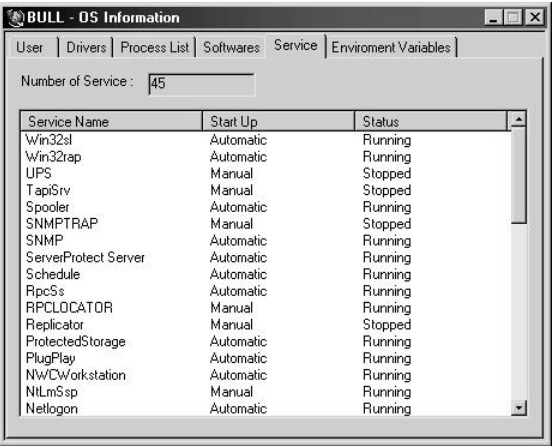 BULL - OS Information
User Drivers Process List Softwares Service Enviroment Variables
Number of Service : 45
Service Name Start Up Status
Win32sl Automatic Running
Win32rap Automatic Running
UPS Manual Stopped
TapiSrv Manual Stopped
Spooler Automatic Running
SNMPTRAP Manual Stopped
SNMP Automatic Running
ServerProtect Server Automatic Running
Schedule Automatic Running
RpcSs Automatic Running
RPCLOCATOR Manual Running
Replicator Manual Stopped
ProtectedStorage Automatic Running
PlugPlay Automatic Running
NWCWorkstation Automatic Running
NtLmSsp Manual Running
Netlogon Automatic Running